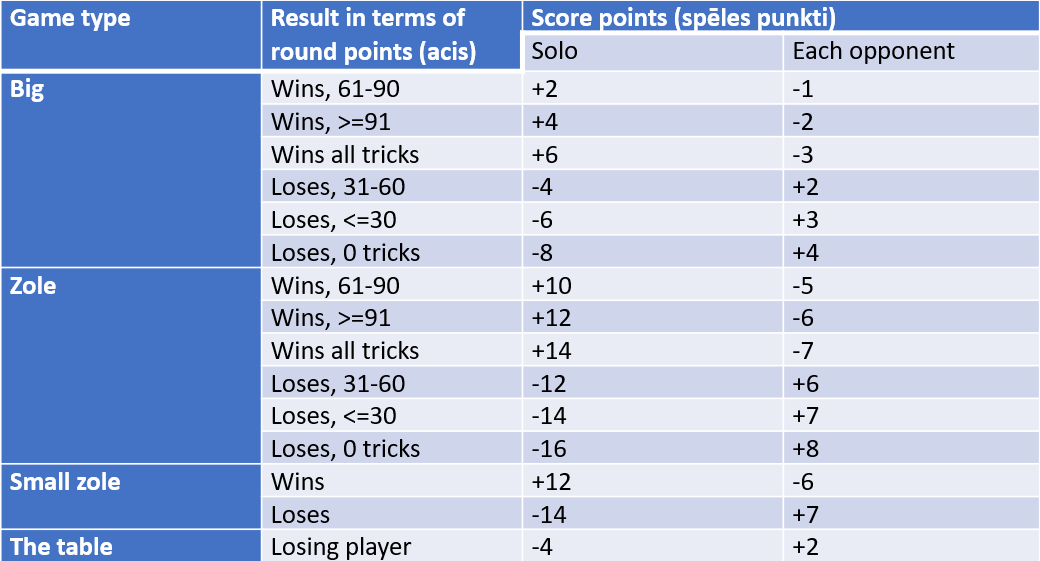 Game type Result in terms of round points (acis) Score points (spēles punkti)
Solo Each opponent
Big Wins, 61-90 +2 -1
Wins, >=91 +4 -2
Wins all tricks +6 -3
Loses, 31-60 -4 +2
Loses, <=30 -6 +3
Loses, 0 tricks -8 +4
Zole Wins, 61-90 +10 -5
Wins, >=91 +12 -6
Wins all tricks +14 -7
Loses, 31-60 -12 +6
Loses, <=30 -14 +7
Loses, 0 tricks -16 +8
Small zole Wins +12 -6
Loses -14 +7
The table Losing player -4 +2